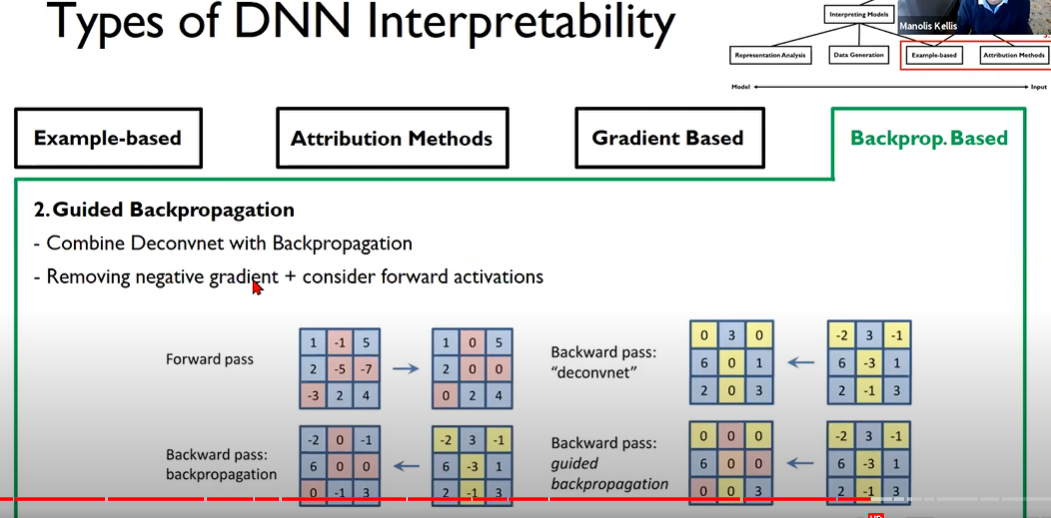 Types of DNN Interpretability
Interpreting Models
Manolis Kellis
Representation Analysis
Data Generation
Example-based
Attribution Methods
Model
Input
Example-based
Attribution Methods
Gradient Based
Backprop. Based
2. Guided Backpropagation
- Combine Deconvnet with Backpropagation
- Removing negative gradient + consider forward activations
Forward pass
1 -1 5
2 -5 -7
-3 2 4
1 0 5
2 0 0
0 2 4
Backward pass:
"deconvnet"
0 3 0
6 0 1
2 0 3
-2 3 -1
6 -3 1
2 -1 3
Backward pass:
backpropagation
-2 0 -1
6 0 0
0 -1 3
-2 3 -1
6 -3 1
2 -1 3
Backward pass:
guided
backpropagation
0 0 0
6 0 0
0 0 3
-2 3 -1
6 -3 1
2 -1 3